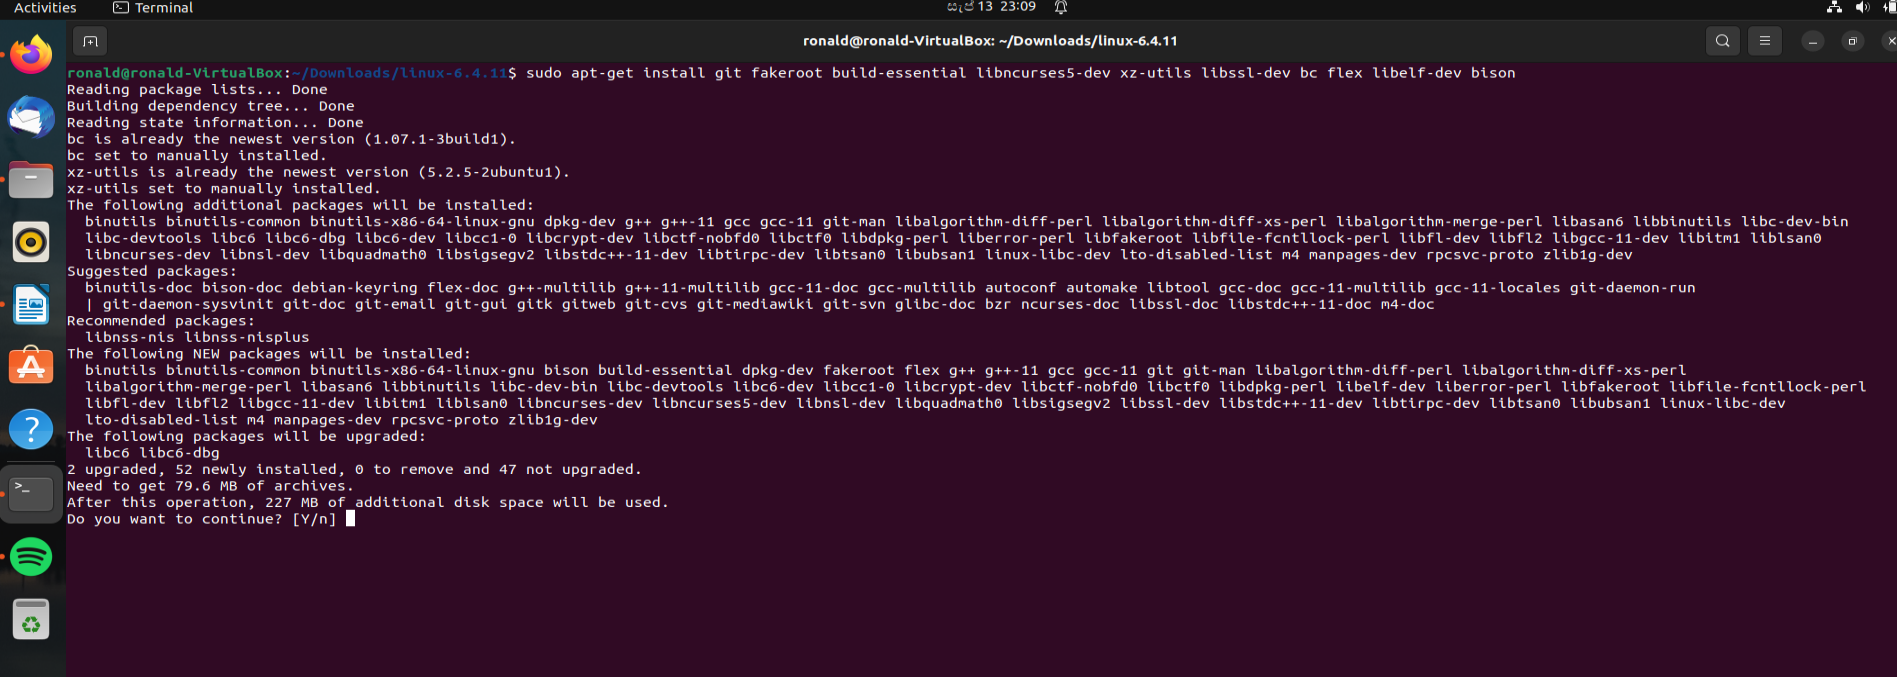 Activities
Terminal
සැප් 13 23:09
ronald@ronald-VirtualBox: ~/Downloads/linux-6.4.11
ronald@ronald-VirtualBox:~/Downloads/linux-6.4.11$ sudo apt-get install git fakeroot build-essential libncurses5-dev xz-utils libssl-dev bc flex libelf-dev bison
Reading package lists... Done
Building dependency tree... Done
Reading state information... Done
bc is already the newest version (1.07.1-3build1).
bc set to manually installed.
xz-utils is already the newest version (5.2.5-2ubuntu1).
xz-utils set to manually installed.
The following additional packages will be installed:
binutils binutils-common binutils-x86-64-linux-gnu dpkg-dev g++ g++-11 gcc gcc-11 git-man libalgorithm-diff-perl libalgorithm-diff-xs-perl libalgorithm-merge-perl libasan6 libbinutils libc-dev-bin
libc-devtools libc6 libc6-dbg libc6-dev libcc1-0 libcrypt-dev libctf-nobfd0 libctf0 libdpkg-perl liberror-perl libfakeroot libfile-fcntllock-perl libfl-dev libfl2 libgcc-11-dev libitm1 liblsan0
libncurses-dev libnsl-dev libquadmath0 libsigsegv2 libstdc++-11-dev libtirpc-dev libtsan0 libubsan1 linux-libc-dev lto-disabled-list m4 manpages-dev rpcsvc-proto zlib1g-dev
Suggested packages:
binutils-doc bison-doc debian-keyring flex-doc g++-multilib g++-11-multilib gcc-11-doc gcc-multilib autoconf automake libtool gcc-doc gcc-11-multilib gcc-11-locales git-daemon-run
| git-daemon-sysvinit git-doc git-email git-gui gitk gitweb git-cvs git-mediawiki git-svn glibc-doc bzr ncurses-doc libssl-doc libstdc++-11-doc m4-doc
Recommended packages:
libnss-nis libnss-nisplus
The following NEW packages will be installed:
binutils binutils-common binutils-x86-64-linux-gnu bison build-essential dpkg-dev fakeroot flex g++ g++-11 gcc gcc-11 git git-man libalgorithm-diff-perl libalgorithm-diff-xs-perl
libalgorithm-merge-perl libasan6 libbinutils libc-dev-bin libc-devtools libc6-dev libcc1-0 libcrypt-dev libctf-nobfd0 libctf0 libdpkg-perl libelf-dev liberror-perl libfakeroot libfile-fcntllock-perl
libfl-dev libfl2 libgcc-11-dev libitm1 liblsan0 libncurses-dev libncurses5-dev libnsl-dev libquadmath0 libsigsegv2 libssl-dev libstdc++-11-dev libtirpc-dev libtsan0 libubsan1 linux-libc-dev
lto-disabled-list m4 manpages-dev rpcsvc-proto zlib1g-dev
The following packages will be upgraded:
libc6 libc6-dbg
2 upgraded, 52 newly installed, 0 to remove and 47 not upgraded.
Need to get 79.6 MB of archives.
After this operation, 227 MB of additional disk space will be used.
Do you want to continue? [Y/n]